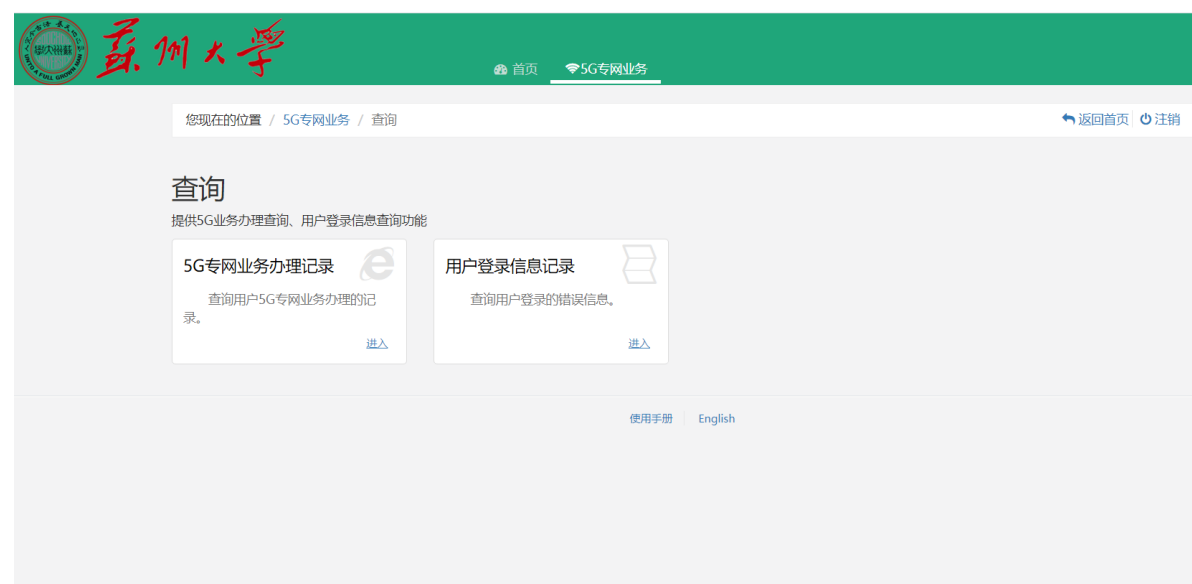 蘇州大學
UNTO A FULL GROWN MAN
首页
5G专网业务
您现在的位置 / 5G专网业务 / 查询
返回首页 注销
查询
提供5G业务办理查询、用户登录信息查询功能
5G专网业务办理记录
查询用户5G专网业务办理的记
录。
进入
用户登录信息记录
查询用户登录的错误信息。
进入
使用手册 English